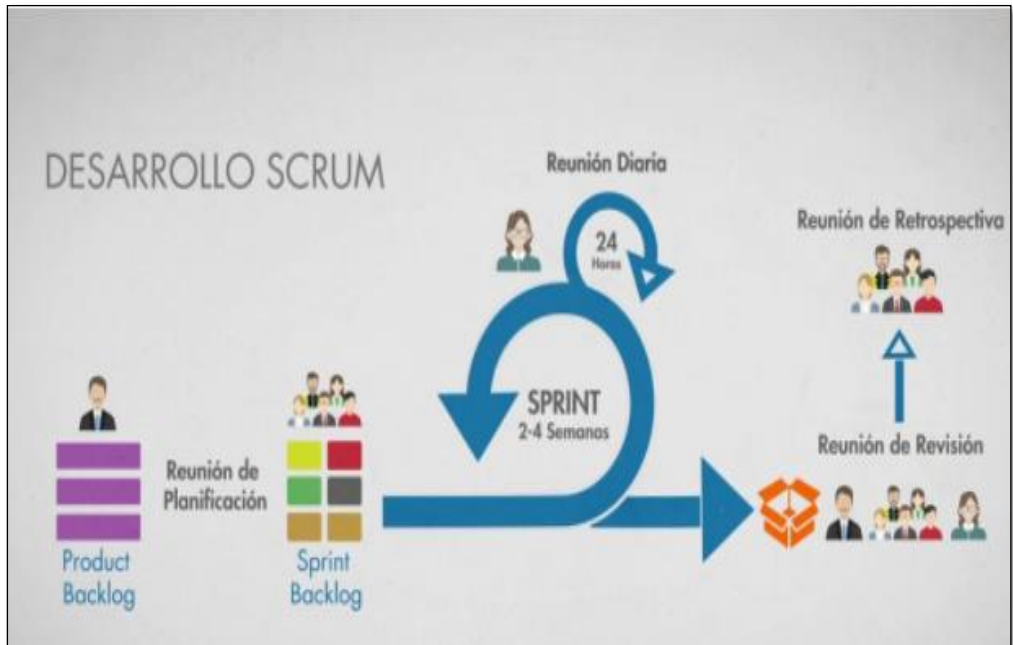 DESARROLLO SCRUM
Reunión Diaria
24
Horas
Reunión de Retrospectiva
SPRINT
2-4 Semanas
Reunión de Revisión
Reunión de
Planificación
Product
Backlog
Sprint
Backlog